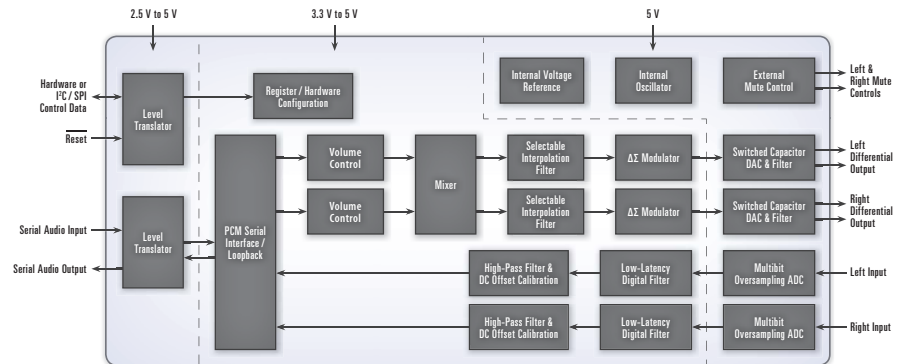 2.5 V to 5 V
3.3 V to 5 V
5 V
Hardware or
I²C / SPI
Control Data
Reset
Level
Translator
Register / Hardware
Configuration
Internal Voltage
Reference
Internal
Oscillator
External
Mute Control
Left &
Right Mute
Controls
PCM Serial
Interface /
Loopback
Volume
Control
Mixer
Selectable
Interpolation
Filter
ΔΣ Modulator
Switched Capacitor
DAC & Filter
Left
Differential
Output
Volume
Control
Selectable
Interpolation
Filter
ΔΣ Modulator
Switched Capacitor
DAC & Filter
Right
Differential
Output
Serial Audio Input
Serial Audio Output
Level
Translator
High-Pass Filter &
DC Offset Calibration
Low-Latency
Digital Filter
Multibit
Oversampling ADC
Left Input
High-Pass Filter &
DC Offset Calibration
Low-Latency
Digital Filter
Multibit
Oversampling ADC
Right Input